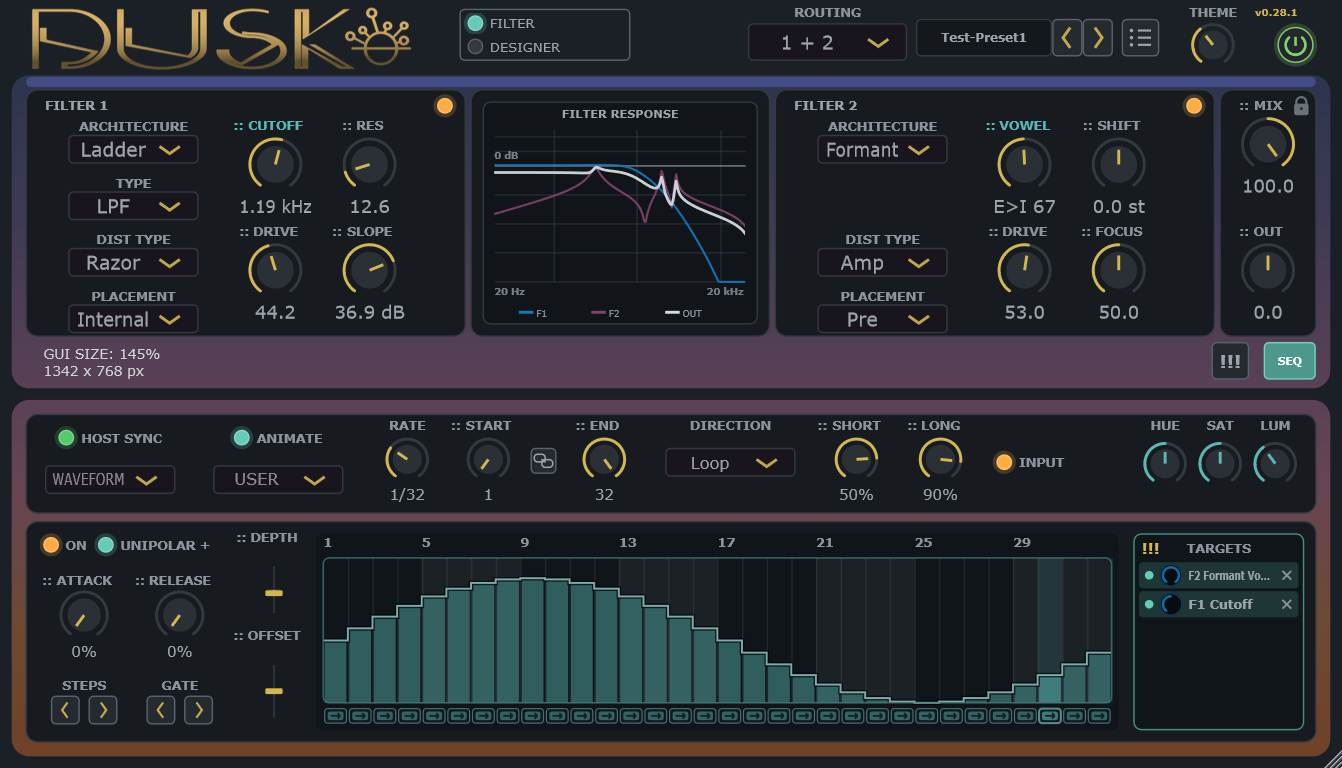 DUSK
FILTER
DESIGNER
ROUTING
1 + 2
Test-Preset1
THEME
v0.28.1
FILTER 1
ARCHITECTURE
Ladder
TYPE
LPF
DIST TYPE
Razor
PLACEMENT
Internal
:: CUTOFF
1.19 kHz
:: RES
12.6
:: DRIVE
44.2
:: SLOPE
36.9 dB
FILTER RESPONSE
0 dB
20 Hz
20 kHz
F1
F2
OUT
FILTER 2
ARCHITECTURE
Formant
DIST TYPE
Amp
PLACEMENT
Pre
:: VOWEL
E>I 67
:: SHIFT
0.0 st
:: DRIVE
53.0
:: FOCUS
50.0
:: MIX
100.0
:: OUT
0.0
GUI SIZE: 145%
1342 x 768 px
!!!
SEQ
HOST SYNC
WAVEFORM
ANIMATE
USER
RATE
1/32
:: START
1
:: END
32
DIRECTION
Loop
:: SHORT
50%
:: LONG
90%
INPUT
HUE
SAT
LUM
ON
UNIPOLAR +
:: DEPTH
:: ATTACK
0%
:: RELEASE
0%
:: OFFSET
STEPS
GATE
1
5
9
13
17
21
25
29
!!!
TARGETS
F2 Formant Vo...
F1 Cutoff